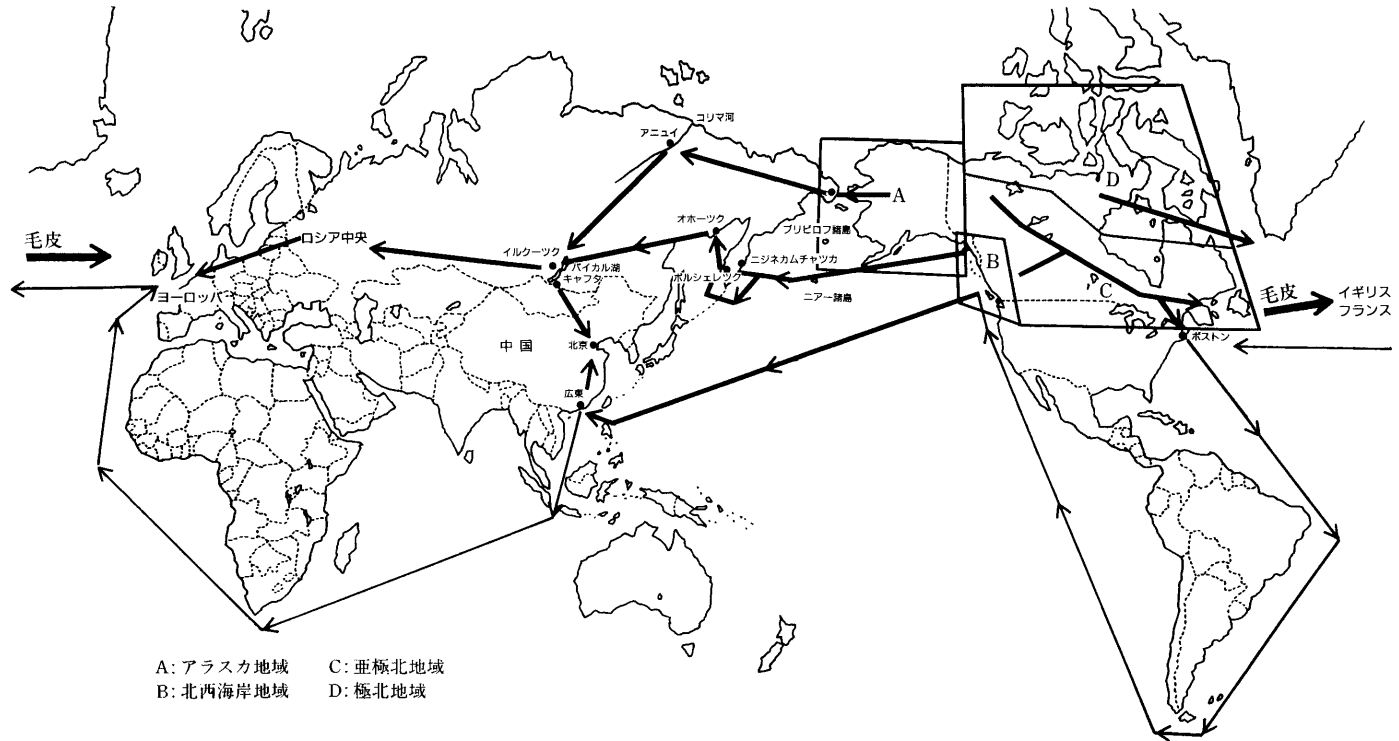 コリマ河
アニュイ
A
D
オホーツク
プリビロフ諸島
毛皮
ロシア中央
イルクーツク
バイカル湖
キャフタ
ニジネカムチャツカ
ボルシェレツク
B
C
ヨーロッパ
ニアー諸島
毛皮
イギリス
フランス
中国
北京
ボストン
広東
A: アラスカ地域 C: 亜極北地域
B: 北西海岸地域 D: 極北地域